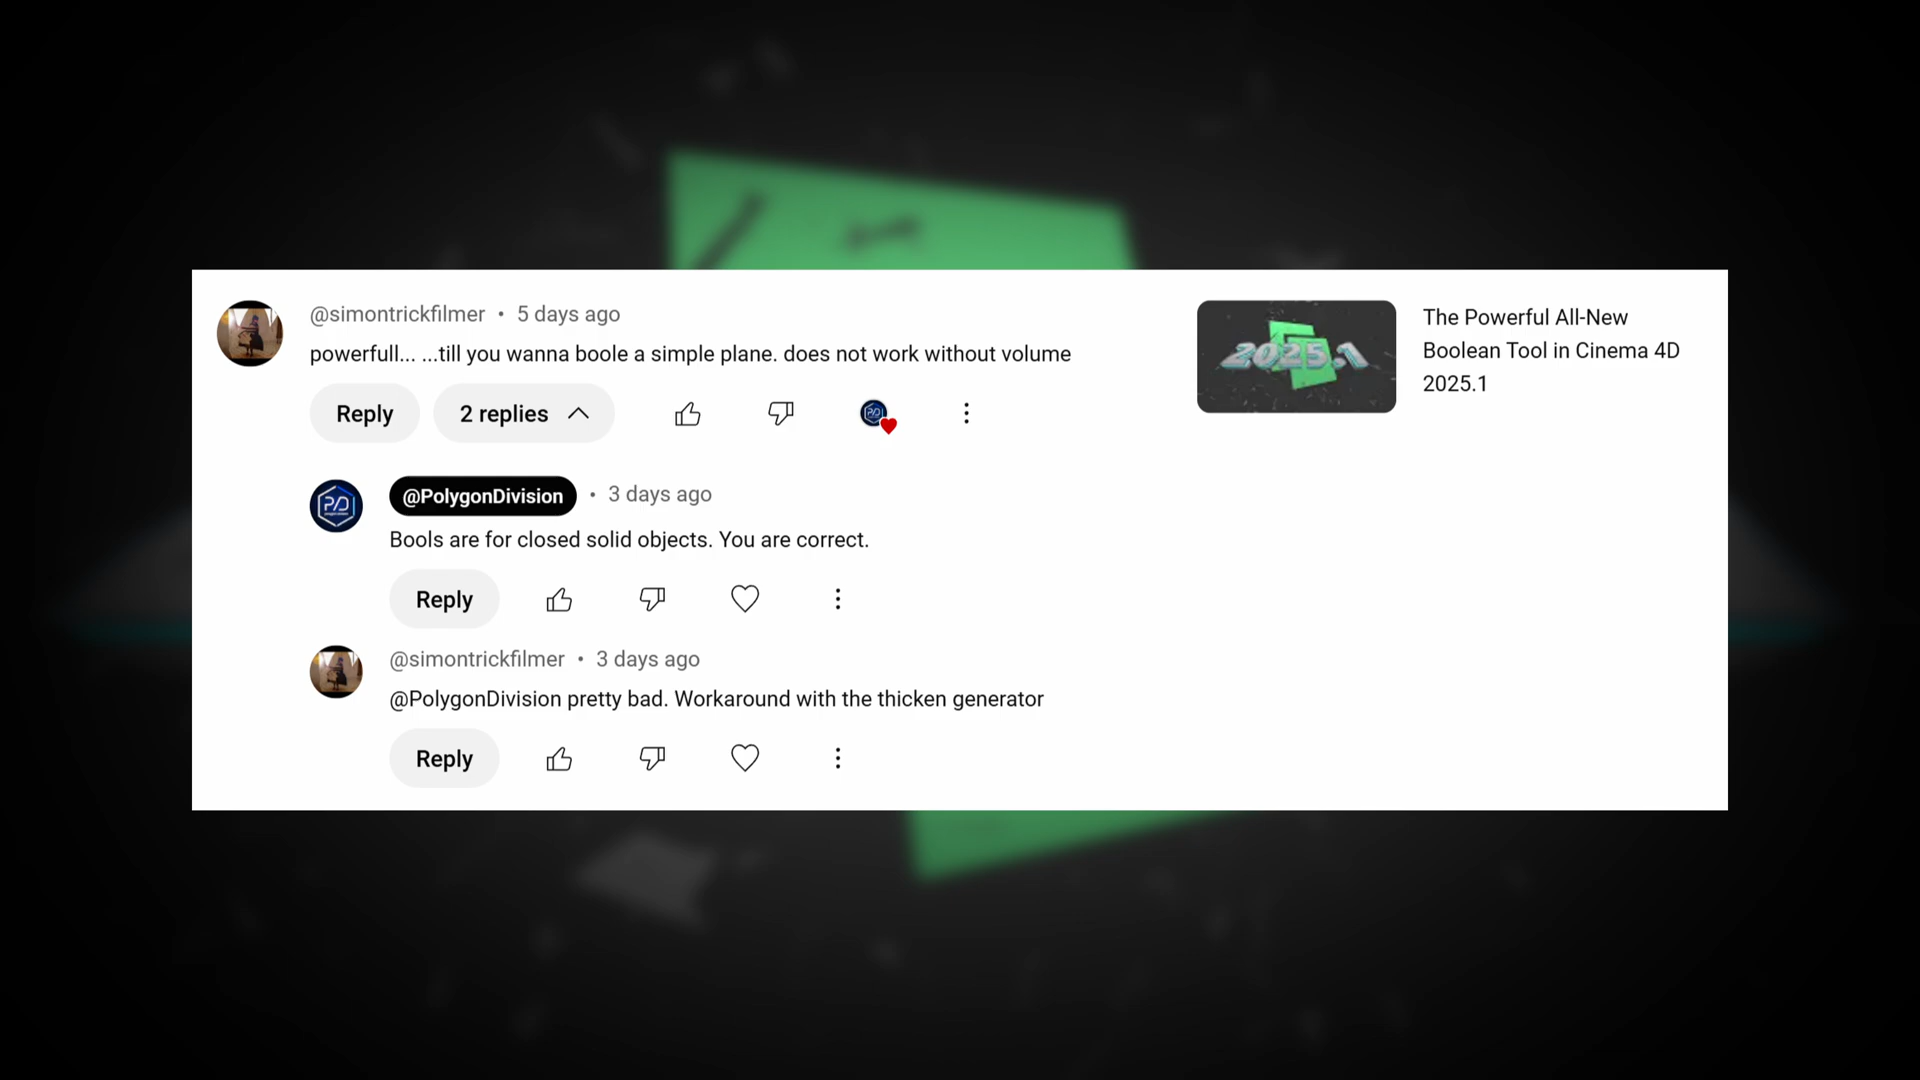 @simontrickfilmer • 5 days ago
powerfull... ...till you wanna boole a simple plane. does not work without volume
Reply
2 replies
@PolygonDivision • 3 days ago
Bools are for closed solid objects. You are correct.
Reply
@simontrickfilmer • 3 days ago
@PolygonDivision pretty bad. Workaround with the thicken generator
Reply
2025.1
The Powerful All-New
Boolean Tool in Cinema 4D
2025.1
P/D